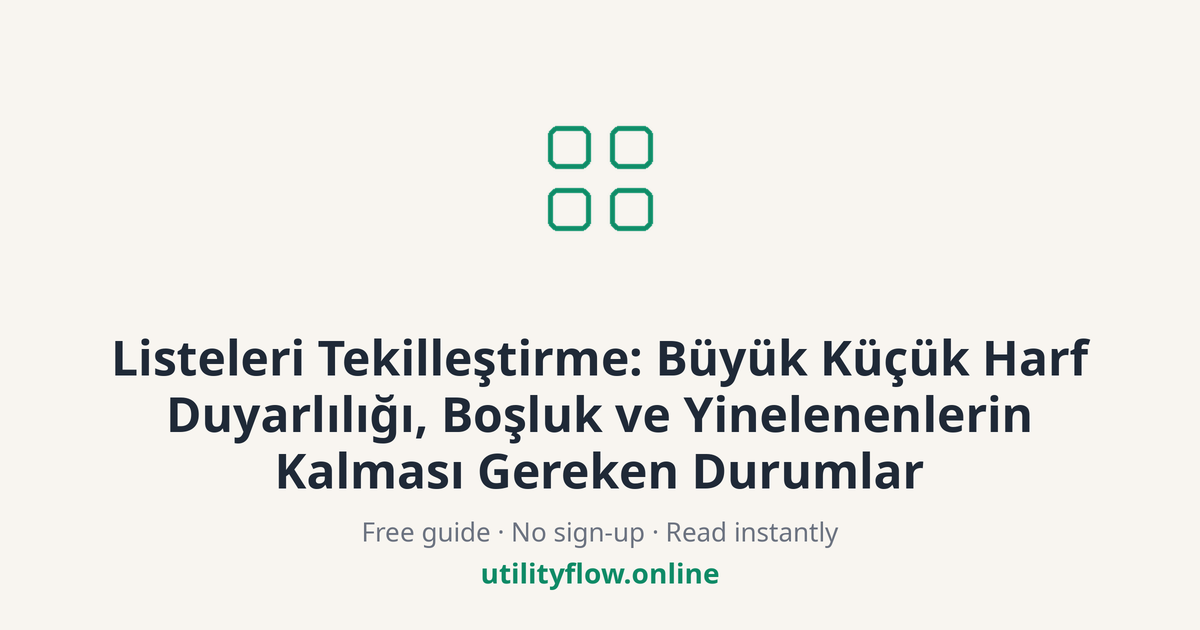 Listeleri Tekilleştirme: Büyük Küçük Harf
Duyarlılığı, Boşluk ve Yinelenenlerin
Kalması Gereken Durumlar
Free guide · No sign-up · Read instantly
utilityflow.online